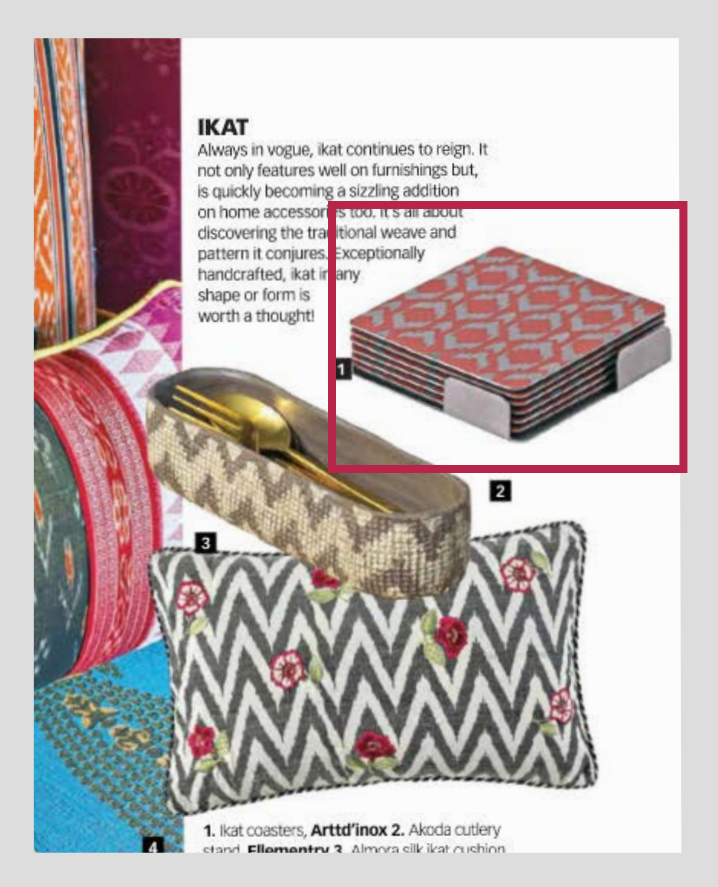 IKAT
Always in vogue, ikat continues to reign. It
not only features well on furnishings but,
is quickly becoming a sizzling addition
on home accessories too. It's all about
discovering the traditional weave and
pattern it conjures. Exceptionally
handcrafted, ikat in any
shape or form is
worth a thought!
1
2
3
4
1. Ikat coasters, Arttd'inox 2. Akoda cutlery
stand, Ellementry 3. Almora silk ikat cushion